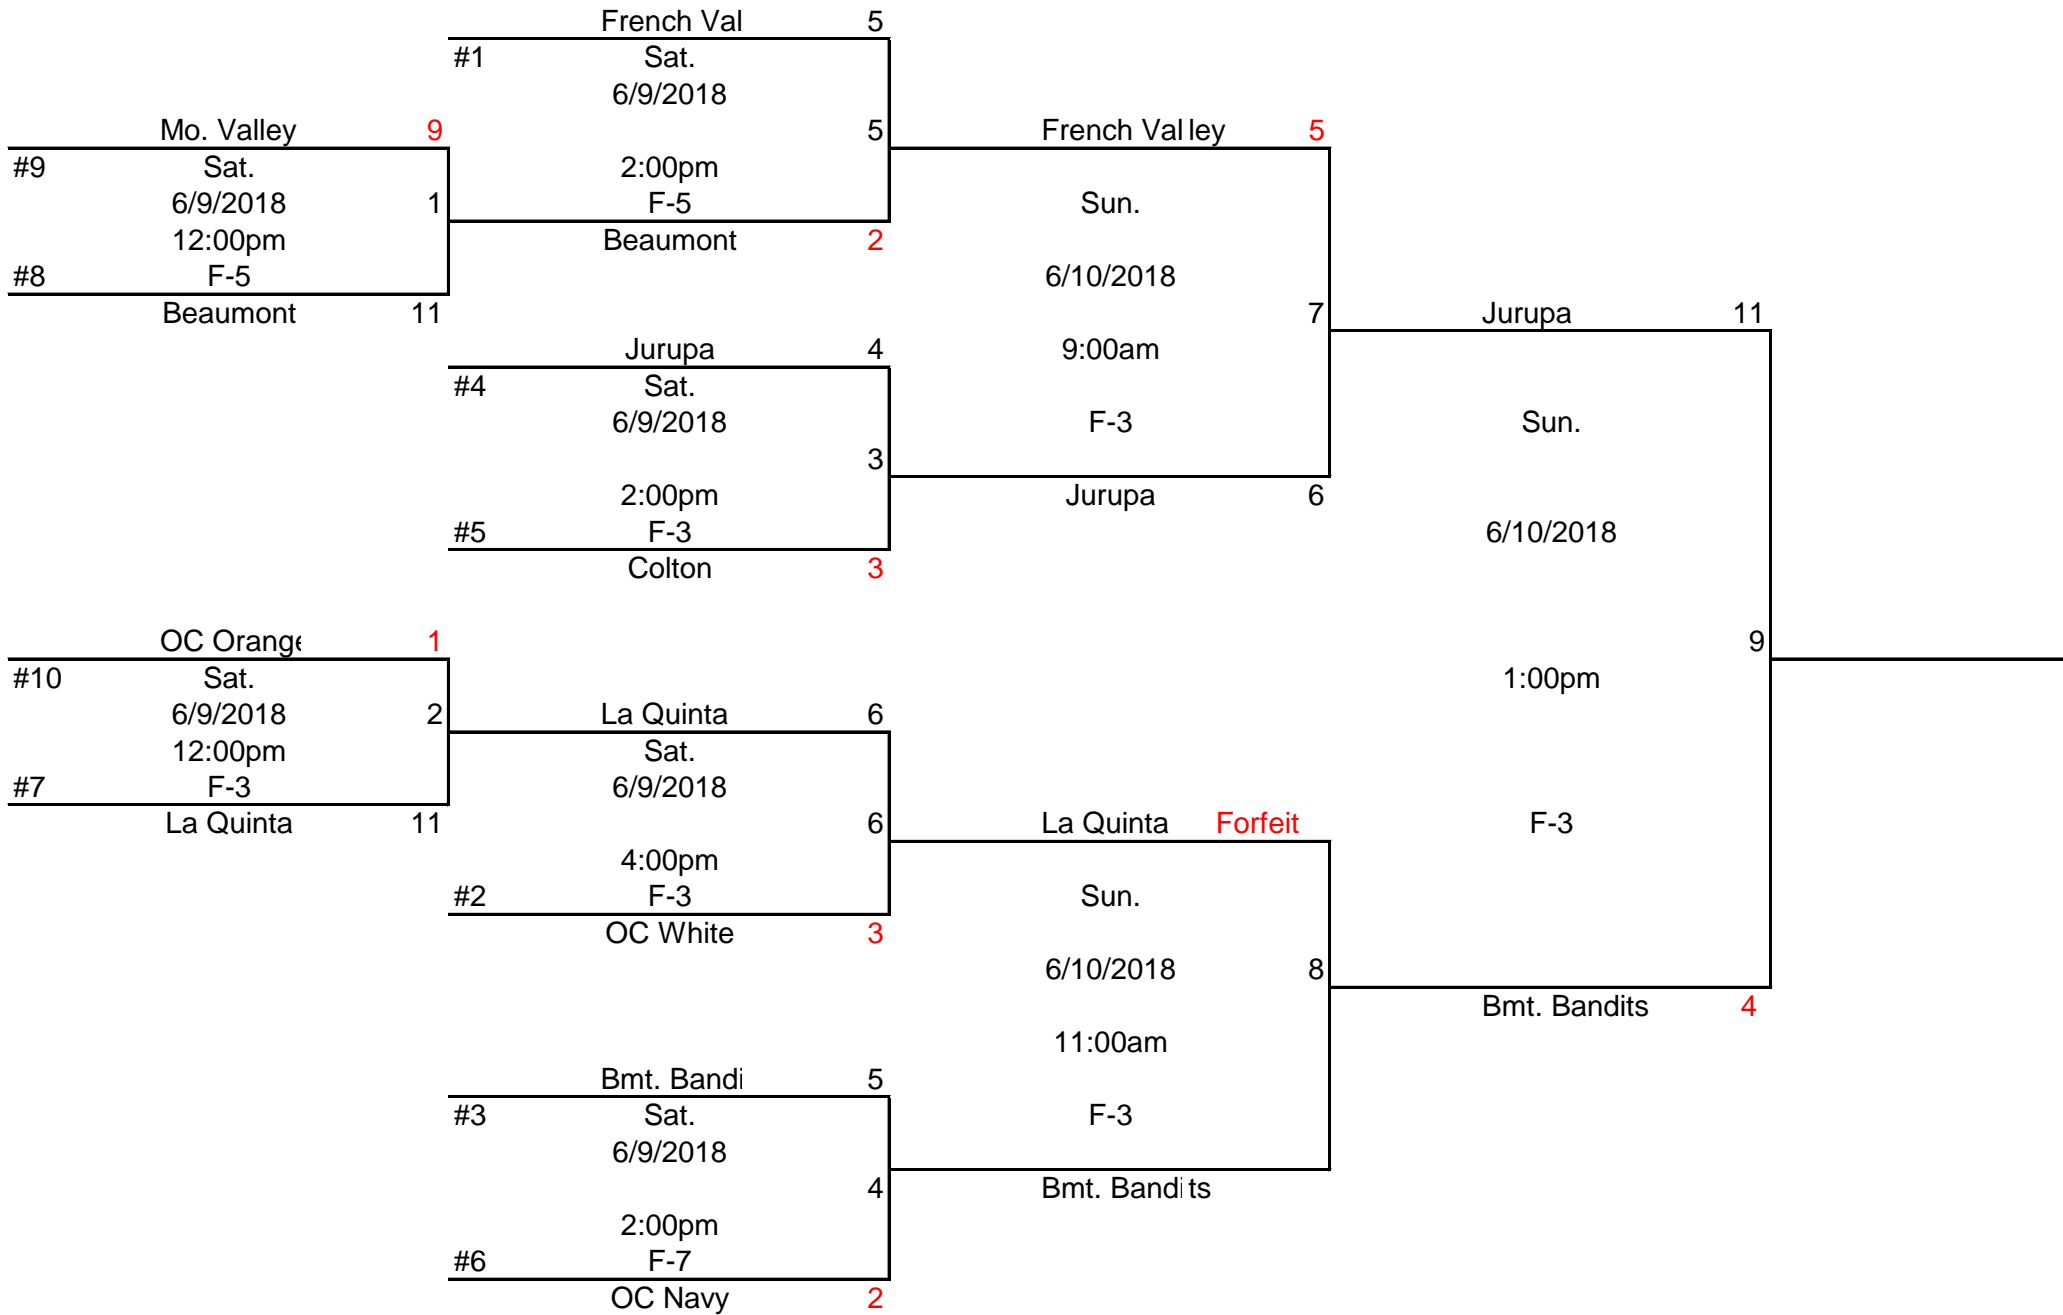 French Val 5
#1 Sat.
6/9/2018
Mo. Valley 9 5 French Valley 5
#9 Sat. 2:00pm
6/9/2018 1 F-5 Sun.
12:00pm Beaumont 2
#8 F-5 6/10/2018
Beaumont 11 7 Jurupa 11
Jurupa 4 9:00am
#4 Sat.
6/9/2018 F-3 Sun.
3
2:00pm Jurupa 6
#5 F-3 6/10/2018
Colton 3
OC Orange 1 9
#10 Sat. 1:00pm
6/9/2018 2 La Quinta 6
12:00pm Sat.
#7 F-3 6/9/2018
La Quinta 11 6 La Quinta Forfeit F-3
4:00pm
#2 F-3 Sun.
OC White 3
6/10/2018 8
Bmt. Bandits 4
11:00am
Bmt. Bandi 5
#3 Sat. F-3
6/9/2018
4 Bmt. Bandits
2:00pm
#6 F-7
OC Navy 2